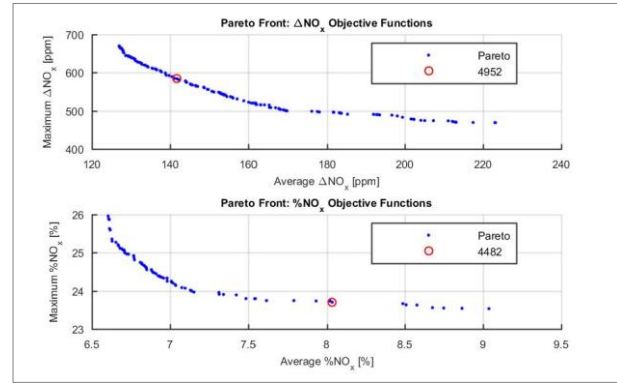 Pareto Front: ΔNOₓ Objective Functions
Maximum ΔNOₓ [ppm]
700
600
500
400
Pareto
4952
120 140 160 180 200 220 240
Average ΔNOₓ [ppm]
Pareto Front: %NOₓ Objective Functions
Maximum %NOₓ [%]
26
25
24
23
Pareto
4482
6.5 7 7.5 8 8.5 9 9.5
Average %NOₓ [%]